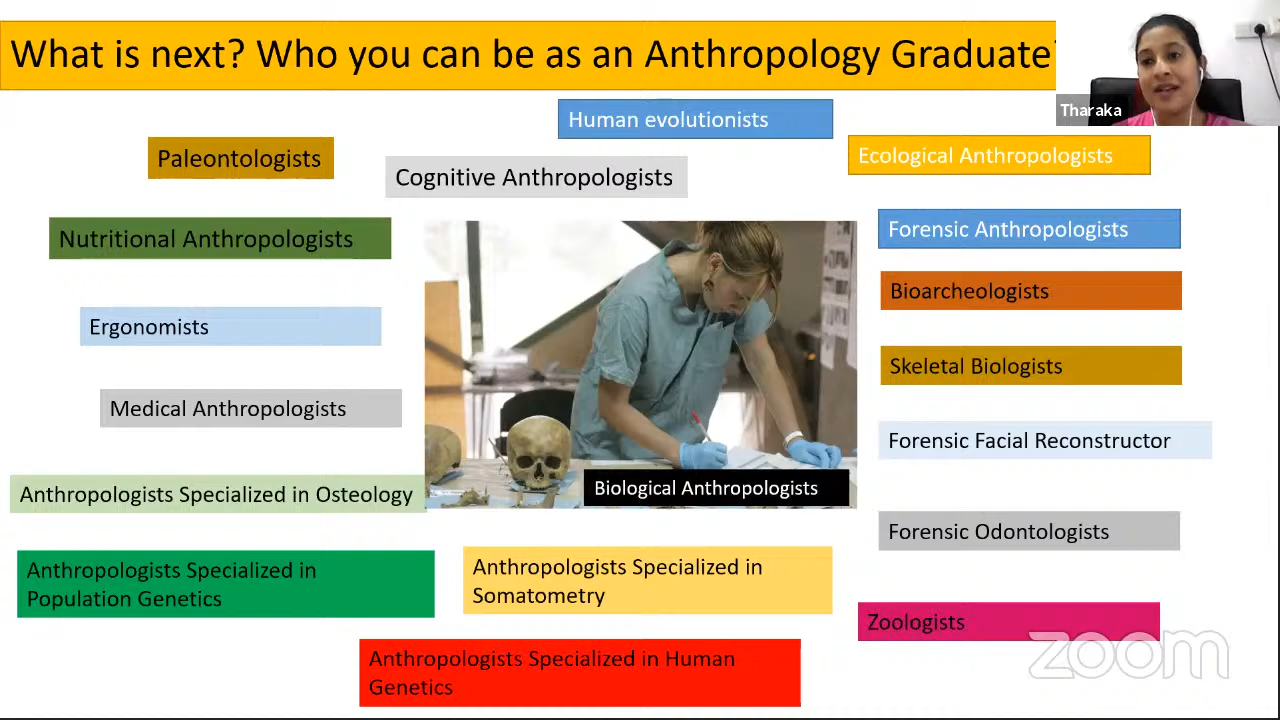 What is next? Who you can be as an Anthropology Graduate?
Tharaka
Human evolutionists
Paleontologists
Cognitive Anthropologists
Ecological Anthropologists
Nutritional Anthropologists
Forensic Anthropologists
Bioarcheologists
Ergonomists
Skeletal Biologists
Medical Anthropologists
Forensic Facial Reconstructor
Anthropologists Specialized in Osteology
Biological Anthropologists
Forensic Odontologists
Anthropologists Specialized in
Population Genetics
Anthropologists Specialized in
Somatometry
Zoologists
zoom
Anthropologists Specialized in Human
Genetics